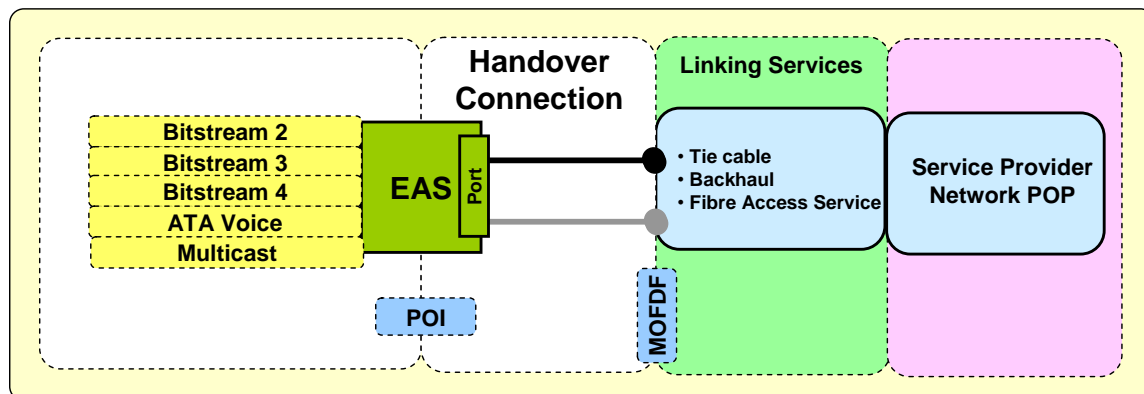 Handover
Connection
Linking Services
Bitstream 2
Bitstream 3
Bitstream 4
ATA Voice
Multicast
EAS
Port
• Tie cable
• Backhaul
• Fibre Access Service
Service Provider
Network POP
POI
MOFDF